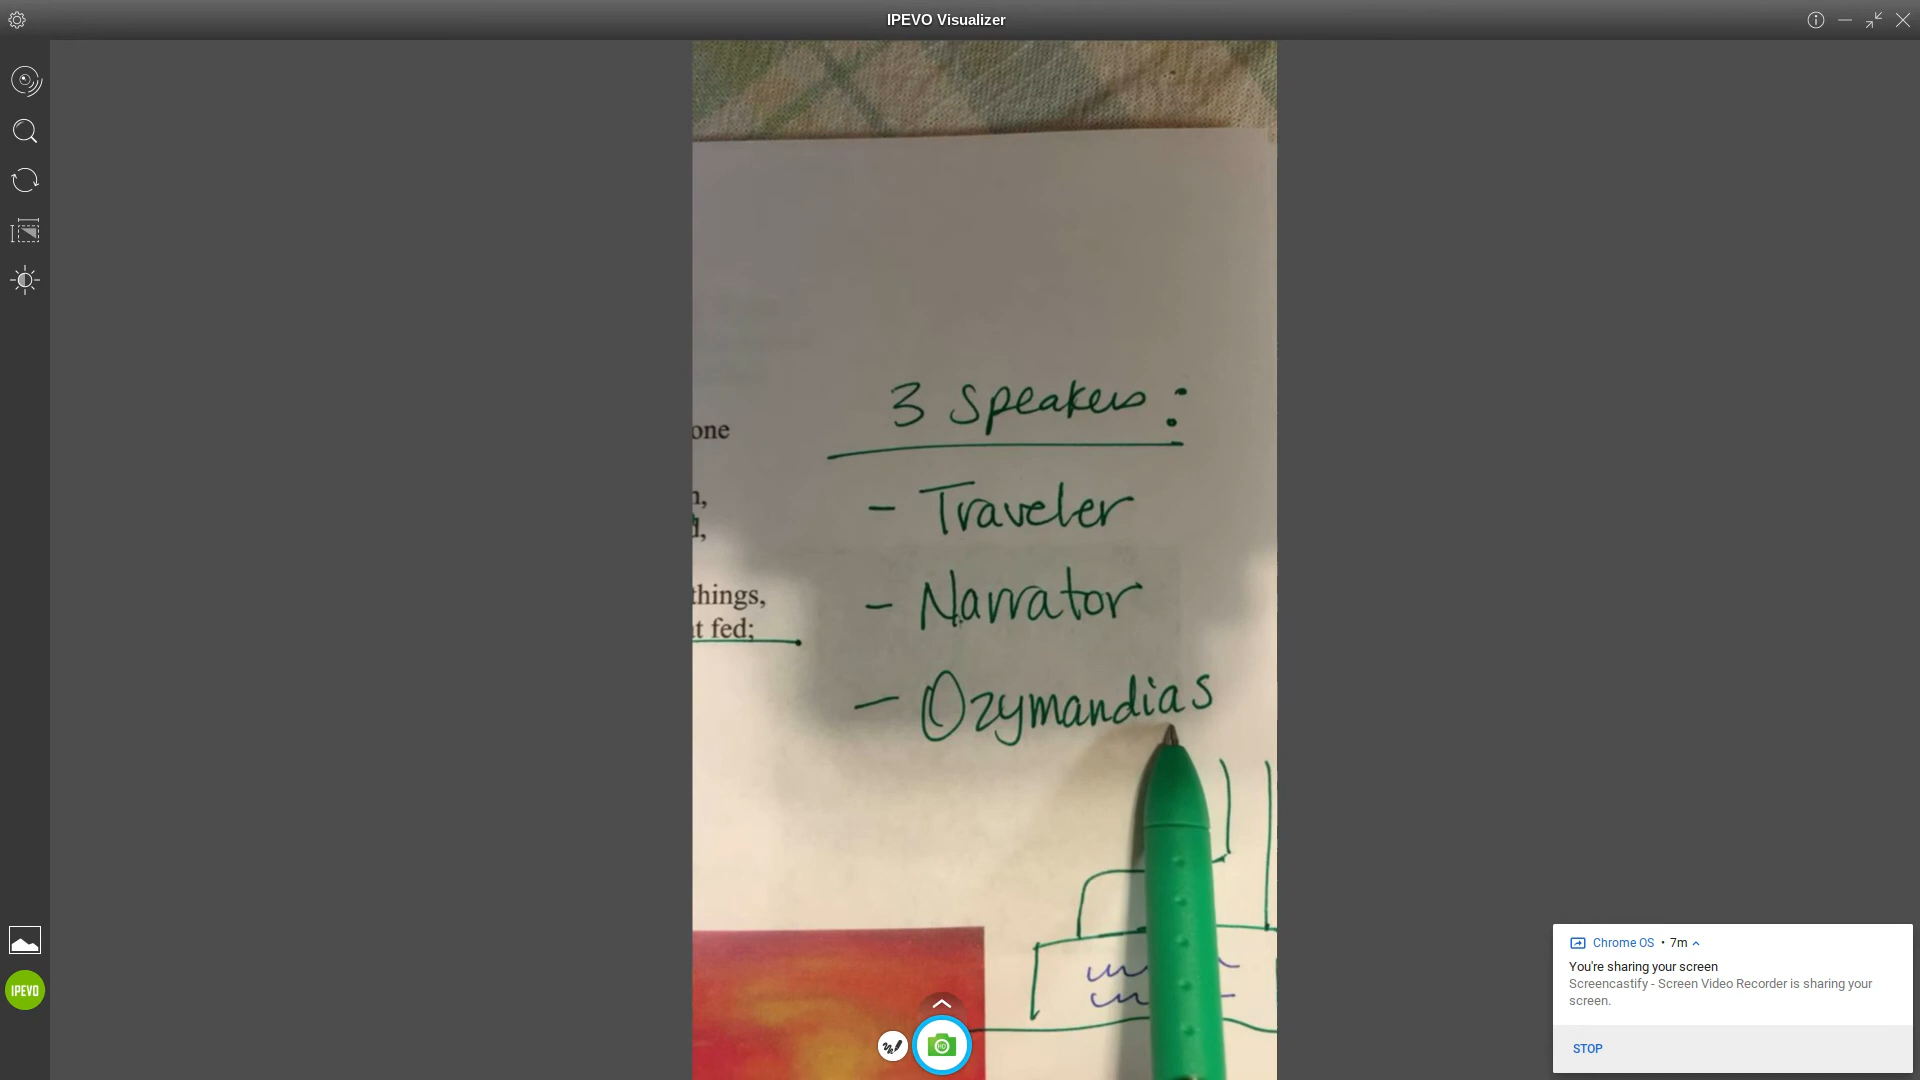 IPEVO Visualizer
3 Speakers:
one
- Traveler
things,
- Narrator
fed;
- Ozymandias
IPEVO
HD
Chrome OS • 7m
You're sharing your screen
Screencastify - Screen Video Recorder is sharing your
screen.
STOP